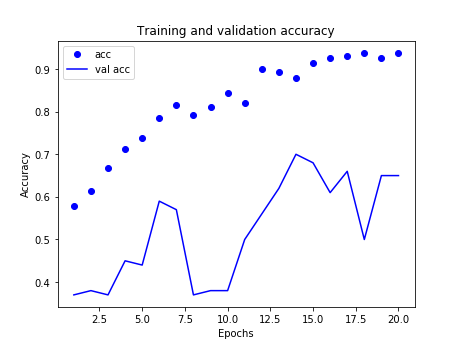 Training and validation accuracy
acc
val acc
Accuracy
0.9
0.8
0.7
0.6
0.5
0.4
2.5 5.0 7.5 10.0 12.5 15.0 17.5 20.0
Epochs